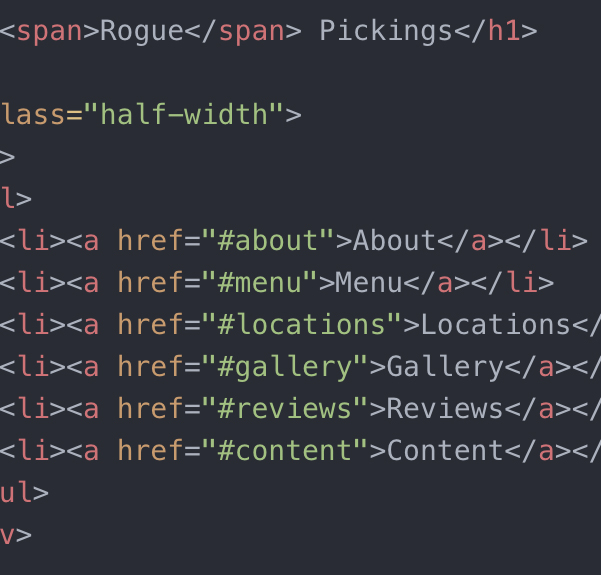 <span>Rogue</span> Pickings</h1>
lass="half-width">
>
l>
<li><a href="#about">About</a></li>
<li><a href="#menu">Menu</a></li>
<li><a href="#locations">Locations</
<li><a href="#gallery">Gallery</a></
<li><a href="#reviews">Reviews</a></
<li><a href="#content">Content</a></
ul>
v>